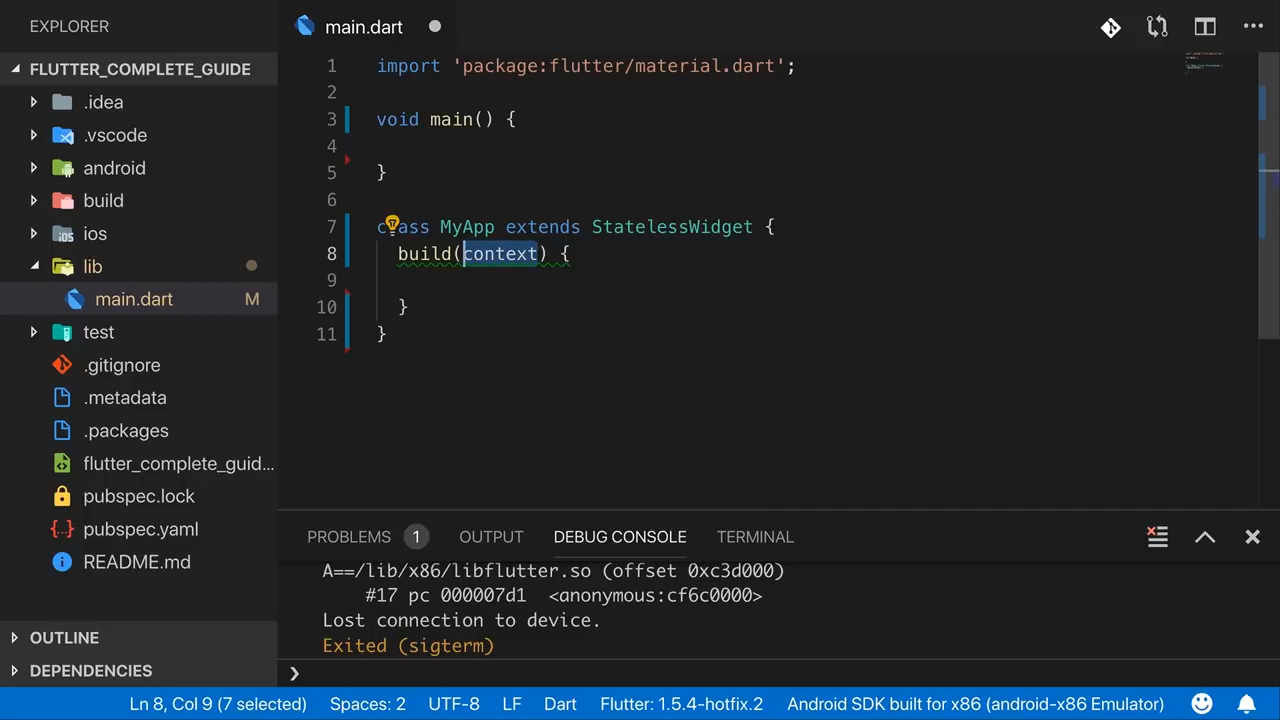 EXPLORER
FLUTTER_COMPLETE_GUIDE
.idea
.vscode
android
build
ios
lib
main.dart M
test
.gitignore
.metadata
.packages
flutter_complete_guid...
pubspec.lock
pubspec.yaml
README.md
OUTLINE
DEPENDENCIES
main.dart
1 import 'package:flutter/material.dart';
2
3 void main() {
4
5 }
6
7 class MyApp extends StatelessWidget {
8 build(context) {
9
10 }
11 }
PROBLEMS 1 OUTPUT DEBUG CONSOLE TERMINAL
A==/lib/x86/libflutter.so (offset 0xc3d000)
#17 pc 000007d1 <anonymous:cf6c0000>
Lost connection to device.
Exited (sigterm)
Ln 8, Col 9 (7 selected) Spaces: 2 UTF-8 LF Dart Flutter: 1.5.4-hotfix.2 Android SDK built for x86 (android-x86 Emulator)